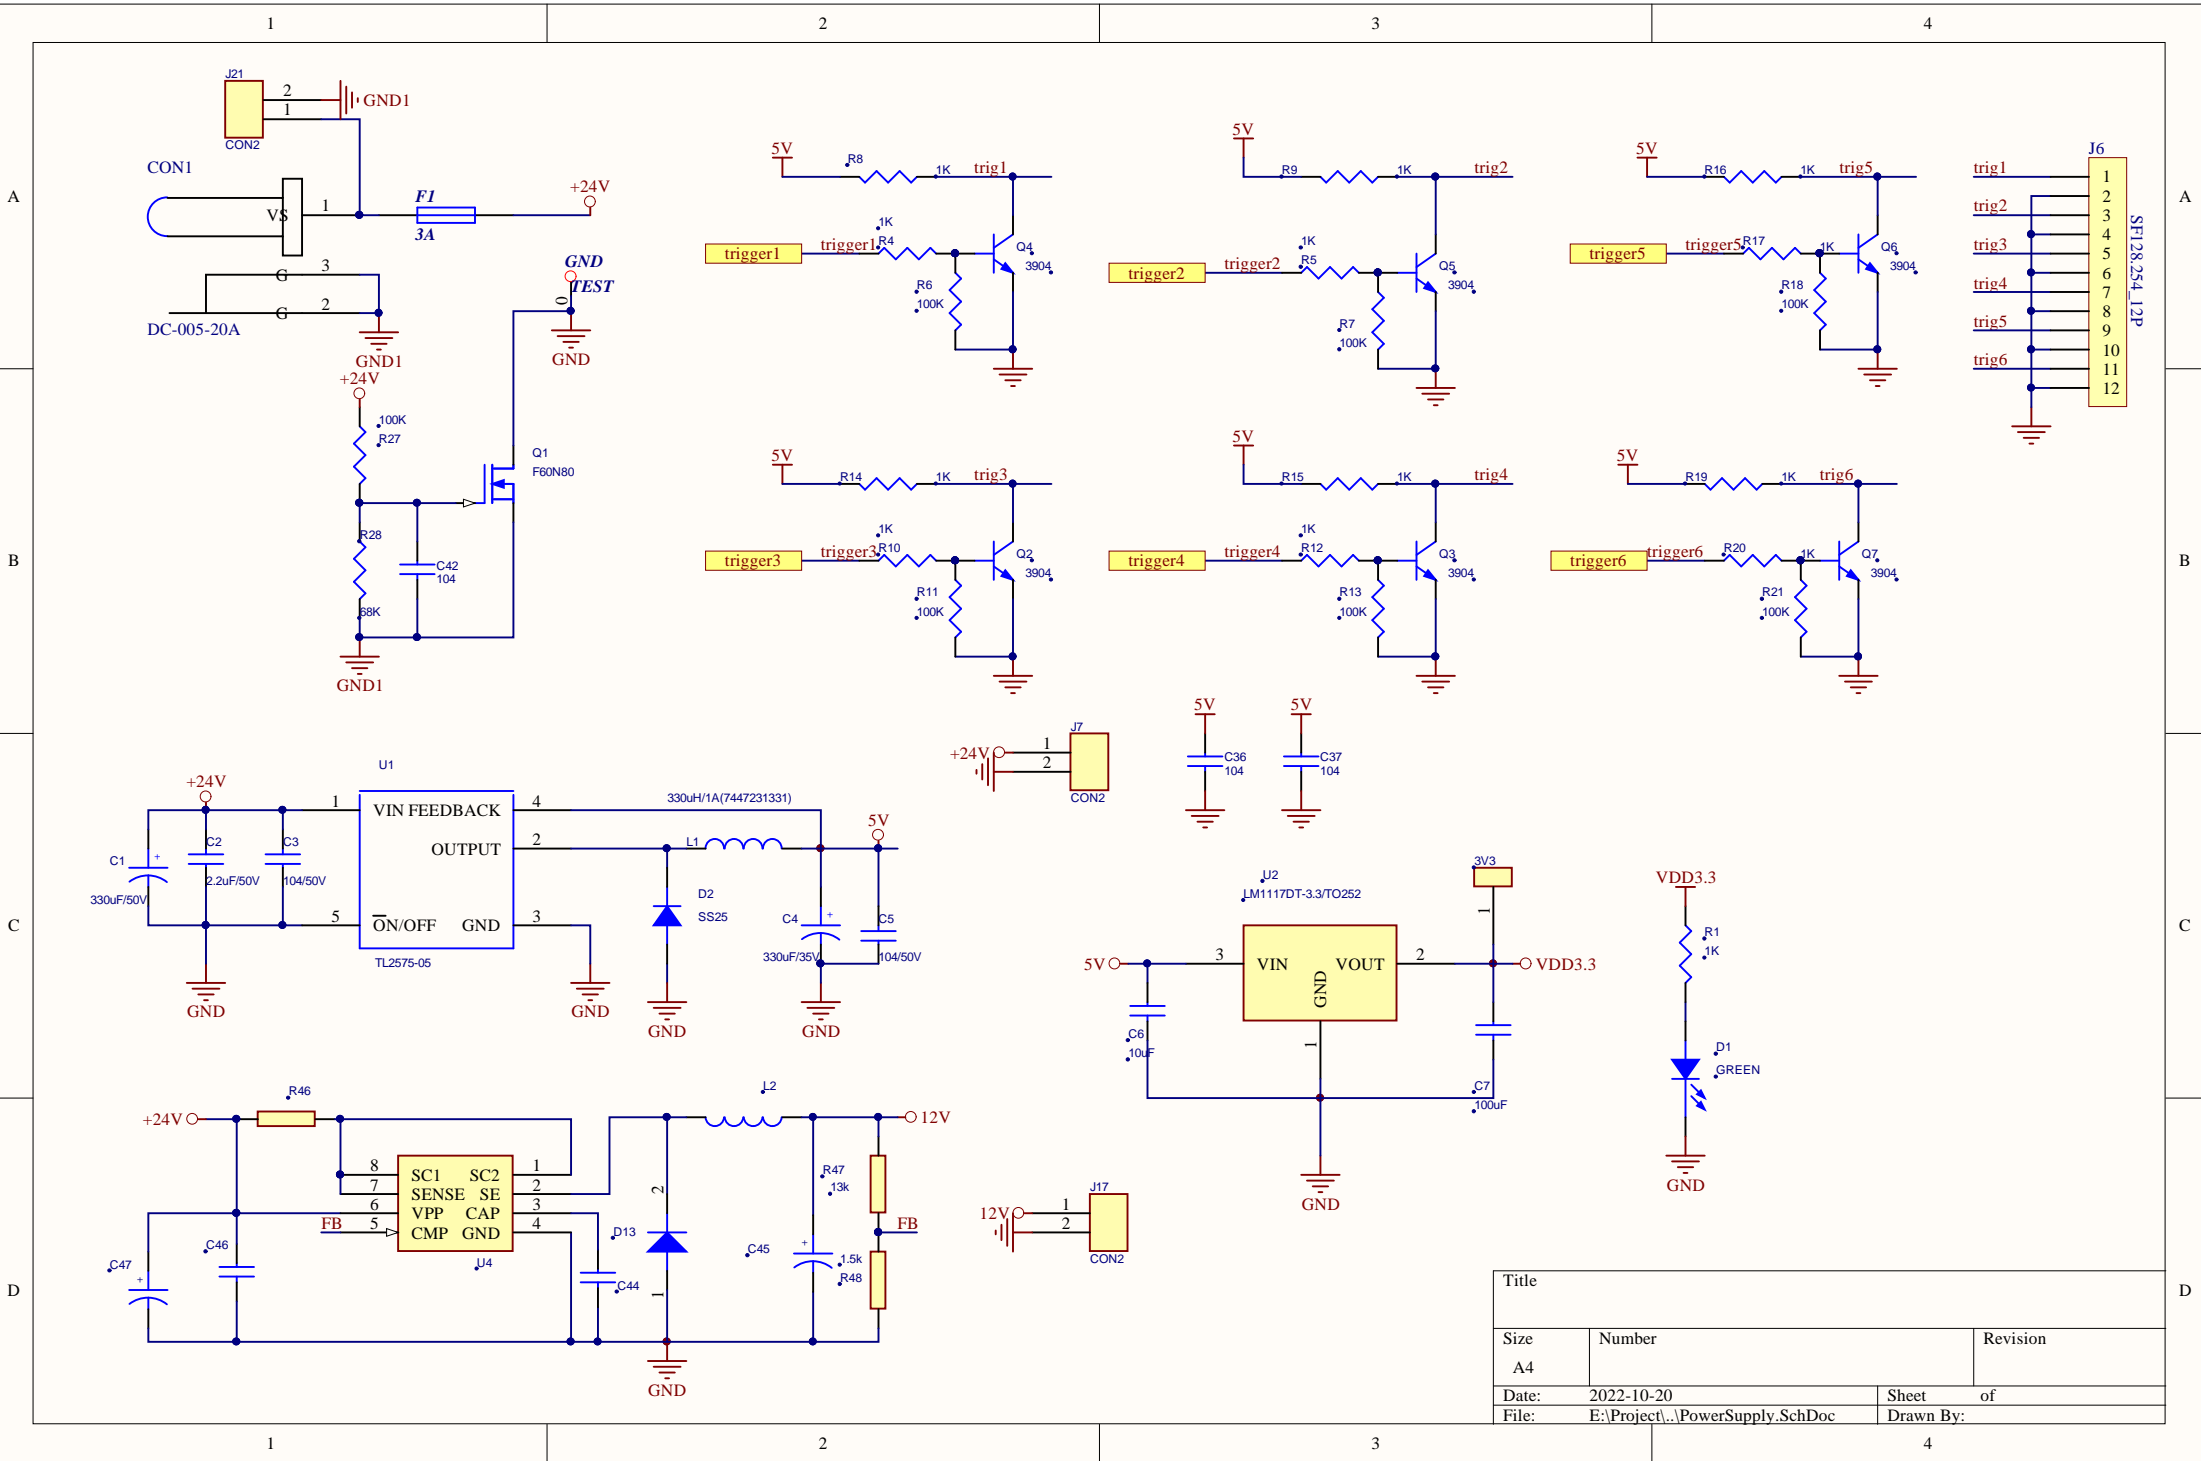 1
2
3
4
A
B
C
D
A
B
C
D
1
2
3
4
J21
2
1
GND1
CON2
CON1
VS
1
F1
3A
+24V
G
3
G
2
DC-005-20A
GND1
GND
TEST
0
GND
+24V
100K
R27
Q1
F60N80
R28
68K
C42
104
GND1
5V
R8
1K
trig1
trigger1
trigger1
1K
R4
Q4
3904
R6
100K
5V
R9
1K
trig2
trigger2
trigger2
1K
R5
Q5
3904
R7
100K
5V
R16
1K
trig5
trigger5
trigger5
R17
1K
Q6
3904
R18
100K
J6
trig1
trig2
trig3
trig4
trig5
trig6
1
2
3
4
5
6
7
8
9
10
11
12
SF128.254_12P
5V
R14
1K
trig3
trigger3
trigger3
1K
R10
Q2
3904
R11
100K
5V
R15
1K
trig4
trigger4
trigger4
1K
R12
Q3
3904
R13
100K
5V
R19
1K
trig6
trigger6
trigger6
R20
1K
Q7
3904
R21
100K
+24V
J7
1
2
CON2
5V
C36
104
5V
C37
104
U1
+24V
C1
330uF/50V
C2
2.2uF/50V
C3
104/50V
1
VIN FEEDBACK
4
OUTPUT
2
5
ON/OFF
GND
3
TL2575-05
GND
GND
330uH/1A(7447231331)
L1
5V
D2
SS25
C4
330uF/35V
C5
104/50V
GND
GND
U2
LM1117DT-3.3/TO252
3V3
1
5V
3
VIN
VOUT
2
GND
1
VDD3.3
C6
10uF
C7
100uF
GND
VDD3.3
R1
1K
D1
GREEN
GND
+24V
R46
8
SC1
SC2
1
7
SENSE
SE
2
6
VPP
CAP
3
FB
5
CMP
GND
4
U4
C47
C46
C44
D13
2
1
L2
12V
R47
13k
FB
C45
1.5k
R48
GND
12V
J17
1
2
CON2
Title
Size
A4
Number
Revision
Date:
2022-10-20
Sheet of
File:
E:\Project\..\PowerSupply.SchDoc
Drawn By: